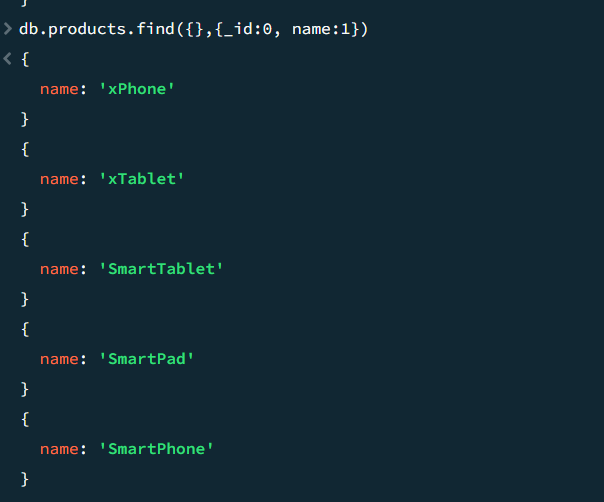 }
> db.products.find({},{_id:0, name:1})
< {
name: 'xPhone'
}
{
name: 'xTablet'
}
{
name: 'SmartTablet'
}
{
name: 'SmartPad'
}
{
name: 'SmartPhone'
}